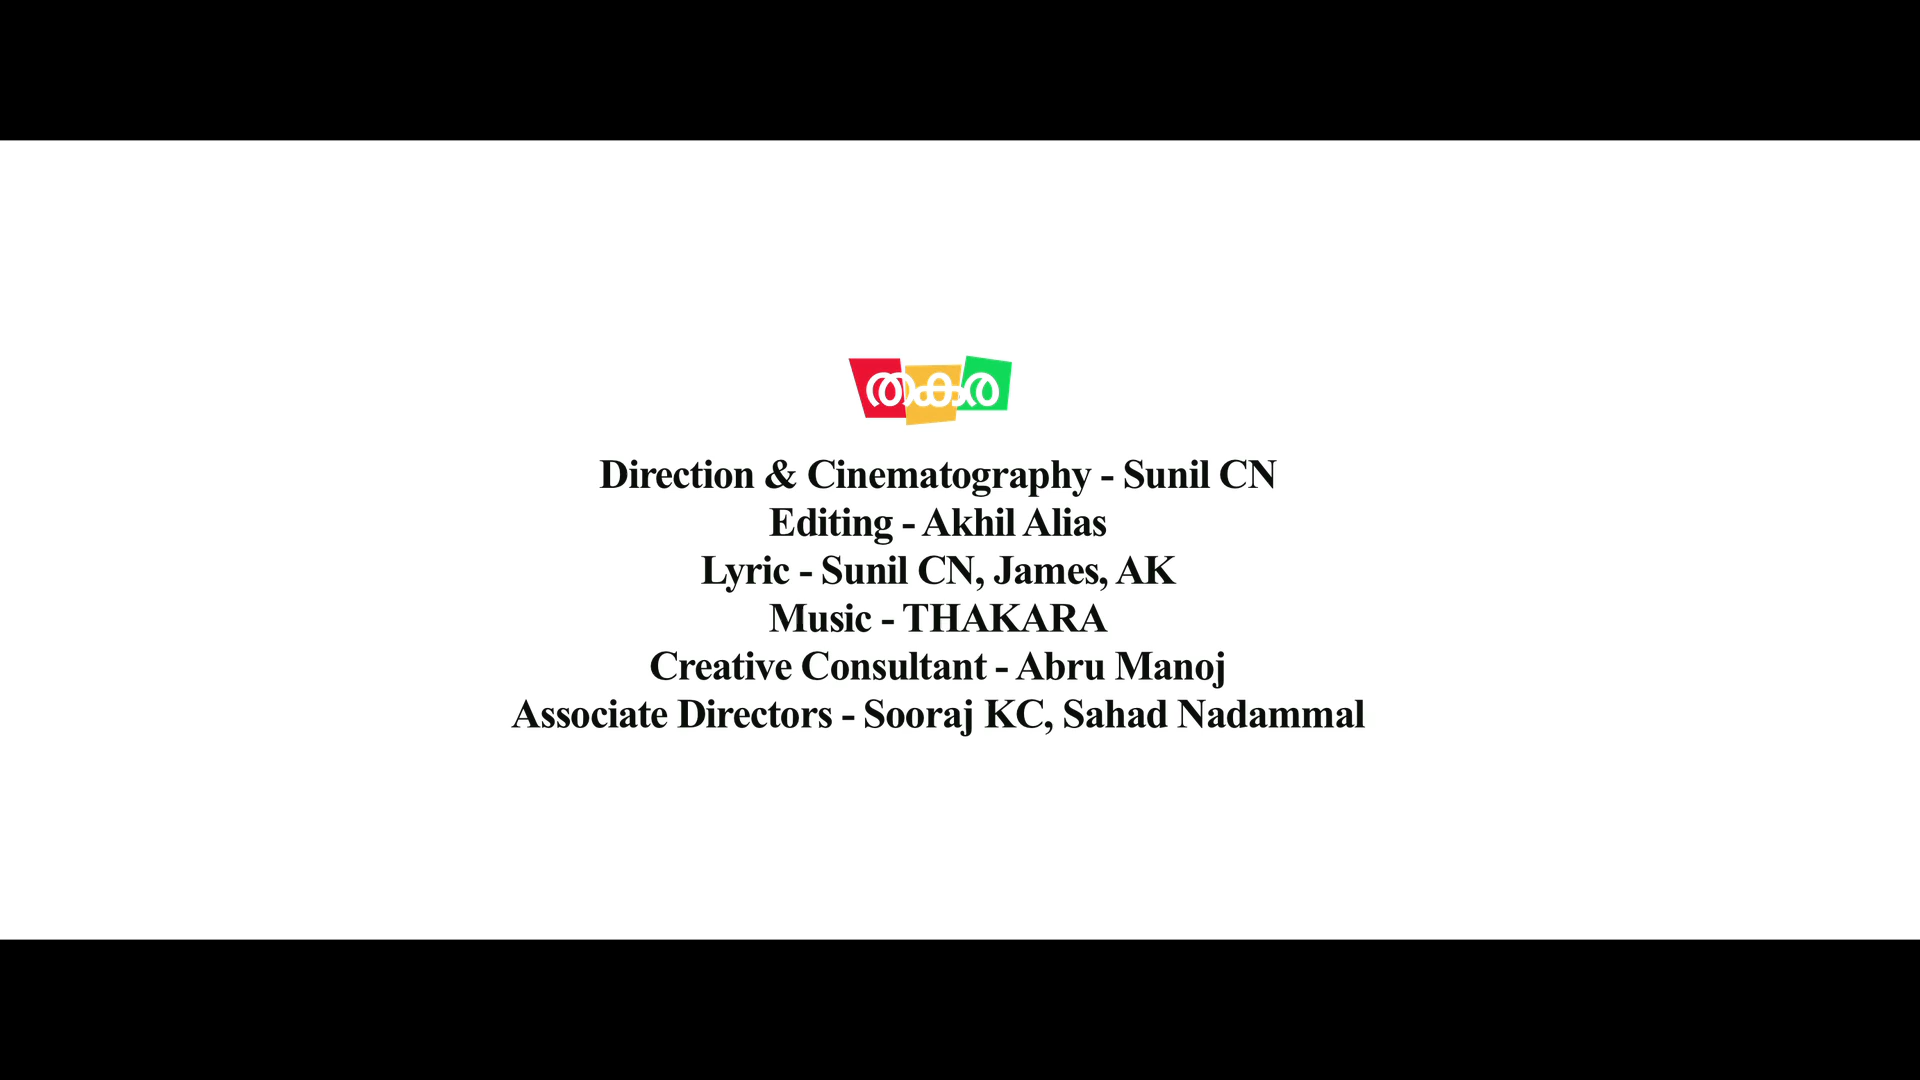 തകര
Direction & Cinematography - Sunil CN
Editing - Akhil Alias
Lyric - Sunil CN, James, AK
Music - THAKARA
Creative Consultant - Abru Manoj
Associate Directors - Sooraj KC, Sahad Nadammal